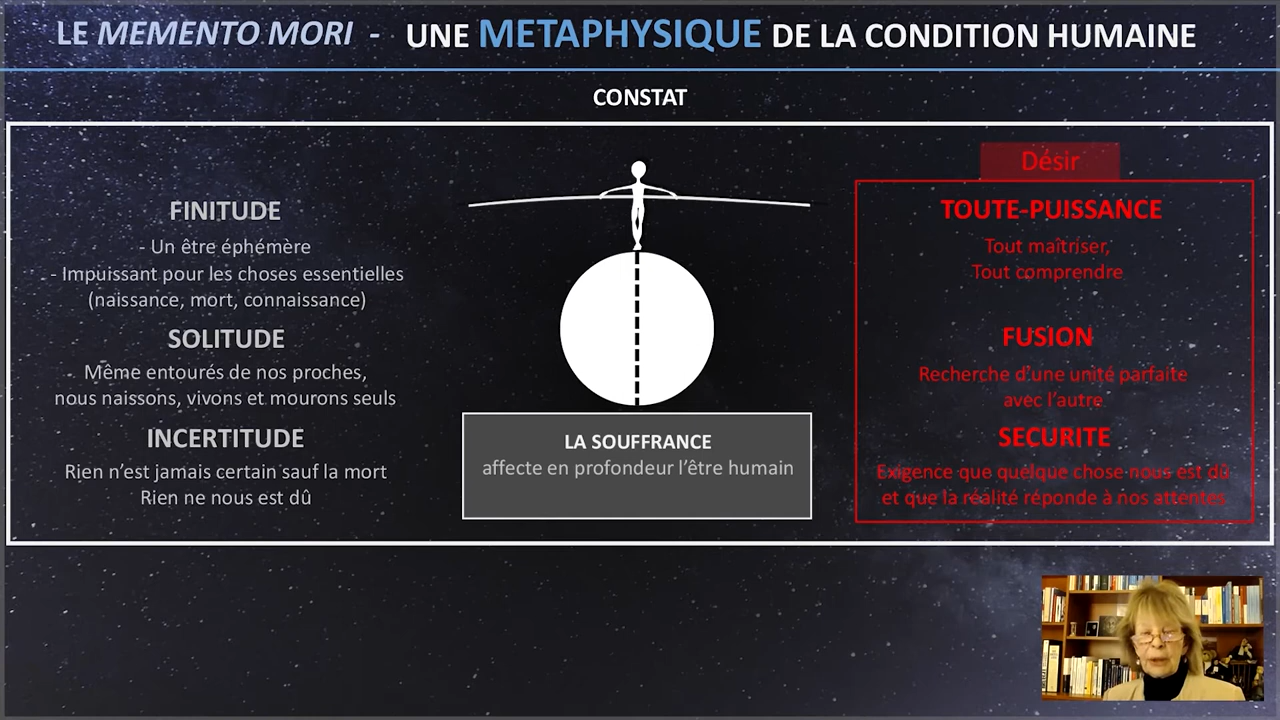 LE MEMENTO MORI - UNE METAPHYSIQUE DE LA CONDITION HUMAINE
CONSTAT
FINITUDE
- Un être éphémère
- Impuissant pour les choses essentielles
(naissance, mort, connaissance)
SOLITUDE
Même entourés de nos proches,
nous naissons, vivons et mourons seuls
INCERTITUDE
Rien n'est jamais certain sauf la mort
Rien ne nous est dû
LA SOUFFRANCE
affecte en profondeur l'être humain
Désir
TOUTE-PUISSANCE
Tout maîtriser,
Tout comprendre
FUSION
Recherche d'une unité parfaite
avec l'autre
SECURITE
Exigence que quelque chose nous est dû
et que la réalité réponde à nos attentes